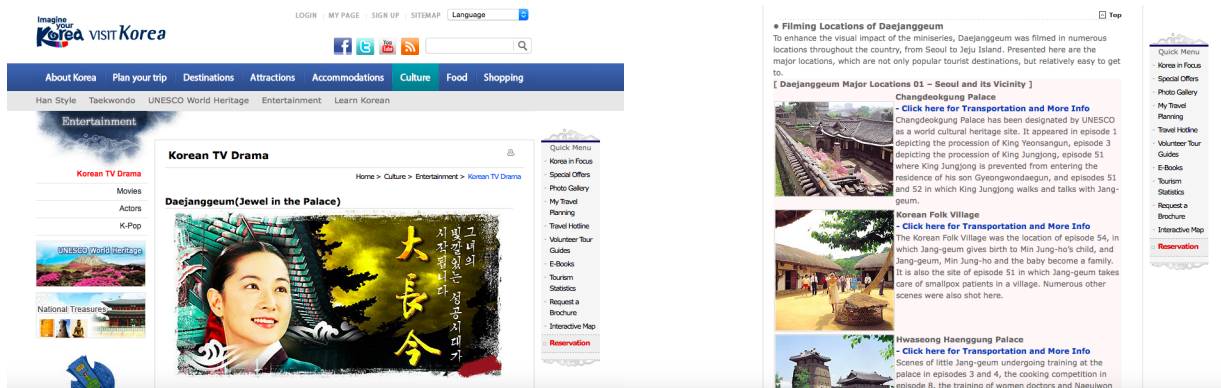 Imagine
your
Korea VISIT Korea
LOGIN | MY PAGE | SIGN UP | SITEMAP Language
You
Tube
About Korea Plan your trip Destinations Attractions Accommodations Culture Food Shopping
Han Style Taekwondo UNESCO World Heritage Entertainment Learn Korean
Entertainment
Korean TV Drama
Movies
Actors
K-Pop
UNESCO World Heritage
National Treasures
Korean TV Drama
Home > Culture > Entertainment > Korean TV Drama
Daejanggeum(Jewel in the Palace)
大長今
그녀의
빛깔있는 성공시대가
시작됩니다
Quick Menu
Korea in Focus
Special Offers
Photo Gallery
My Travel
Planning
Travel Hotline
Volunteer Tour
Guides
E-Books
Tourism
Statistics
Request a
Brochure
Interactive Map
Reservation
Top
• Filming Locations of Daejanggeum
To enhance the visual impact of the miniseries, Daejanggeum was filmed in numerous
locations throughout the country, from Seoul to Jeju Island. Presented here are the
major locations, which are not only popular tourist destinations, but relatively easy to get
to.
[ Daejanggeum Major Locations 01 – Seoul and its Vicinity ]
Changdeokgung Palace
- Click here for Transportation and More Info
Changdeokgung Palace has been designated by UNESCO
as a world cultural heritage site. It appeared in episode 1
depicting the procession of King Yeonsangun, episode 3
depicting the procession of King Jungjong, episode 51
where King Jungjong is prevented from entering the
residence of his son Gyeongwondaegun, and episodes 51
and 52 in which King Jungjong walks and talks with Jang-
geum.
Korean Folk Village
- Click here for Transportation and More Info
The Korean Folk Village was the location of episode 54, in
which Jang-geum gives birth to Min Jung-ho's child, and
Jang-geum, Min Jung-ho and the baby become a family.
It is also the site of episode 51 in which Jang-geum takes
care of smallpox patients in a village. Numerous other
scenes were also shot here.
Hwaseong Haenggung Palace
- Click here for Transportation and More Info
Scenes of little Jang-geum undergoing training at the
palace in episodes 3 and 4, the cooking competition in
episode 8, the training of women doctors and Naeuiwon
Quick Menu
Korea in Focus
Special Offers
Photo Gallery
My Travel
Planning
Travel Hotline
Volunteer Tour
Guides
E-Books
Tourism
Statistics
Request a
Brochure
Interactive Map
Reservation